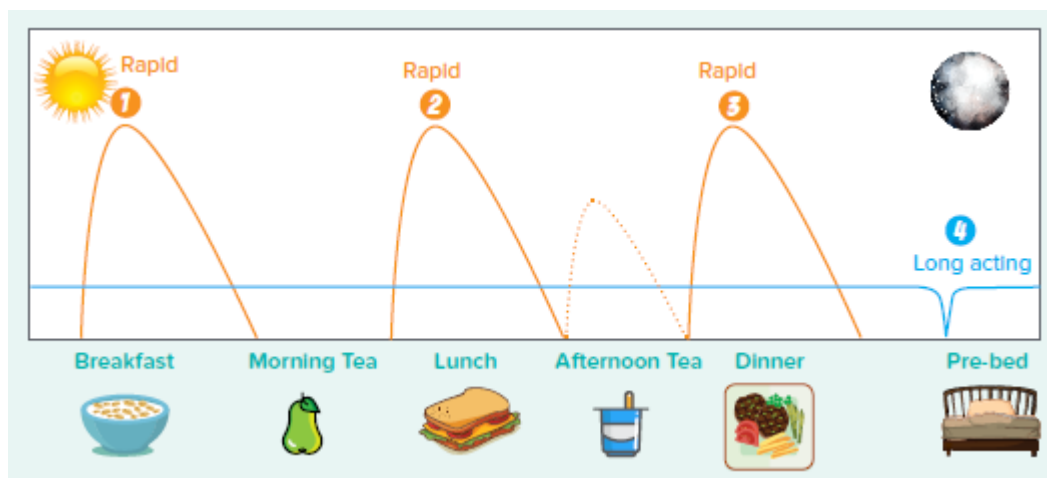 Rapid
1
Rapid
2
Rapid
3
4
Long acting
Breakfast
Morning Tea
Lunch
Afternoon Tea
Dinner
Pre-bed